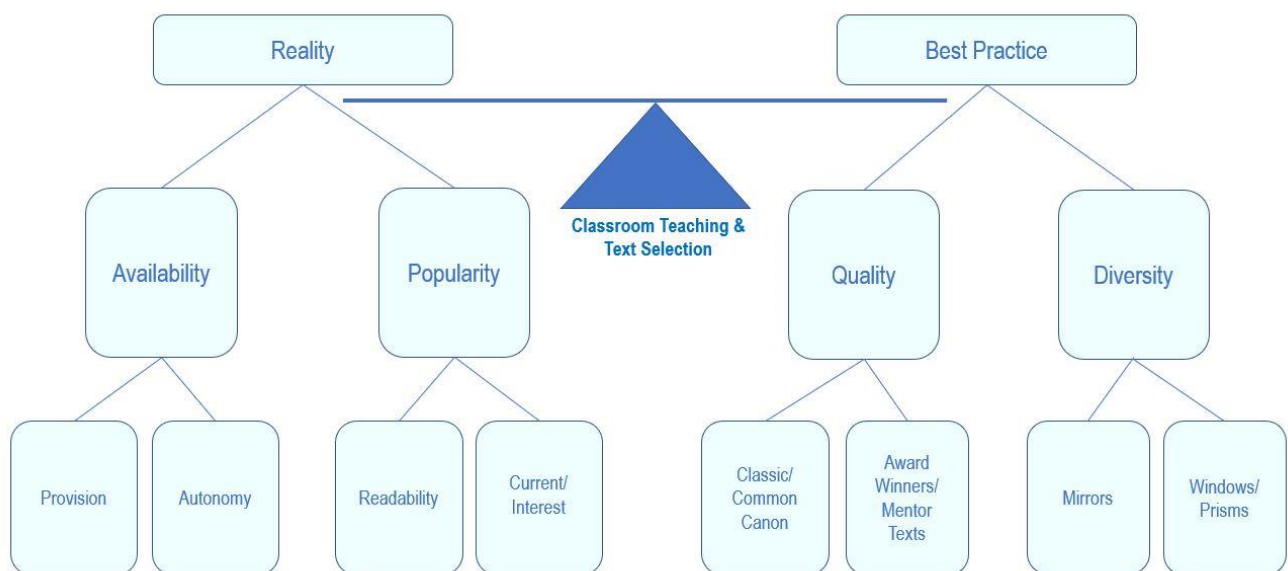 Reality
Best Practice
Classroom Teaching &
Text Selection
Availability
Popularity
Quality
Diversity
Provision
Autonomy
Readability
Current/
Interest
Classic/
Common
Canon
Award
Winners/
Mentor
Texts
Mirrors
Windows/
Prisms